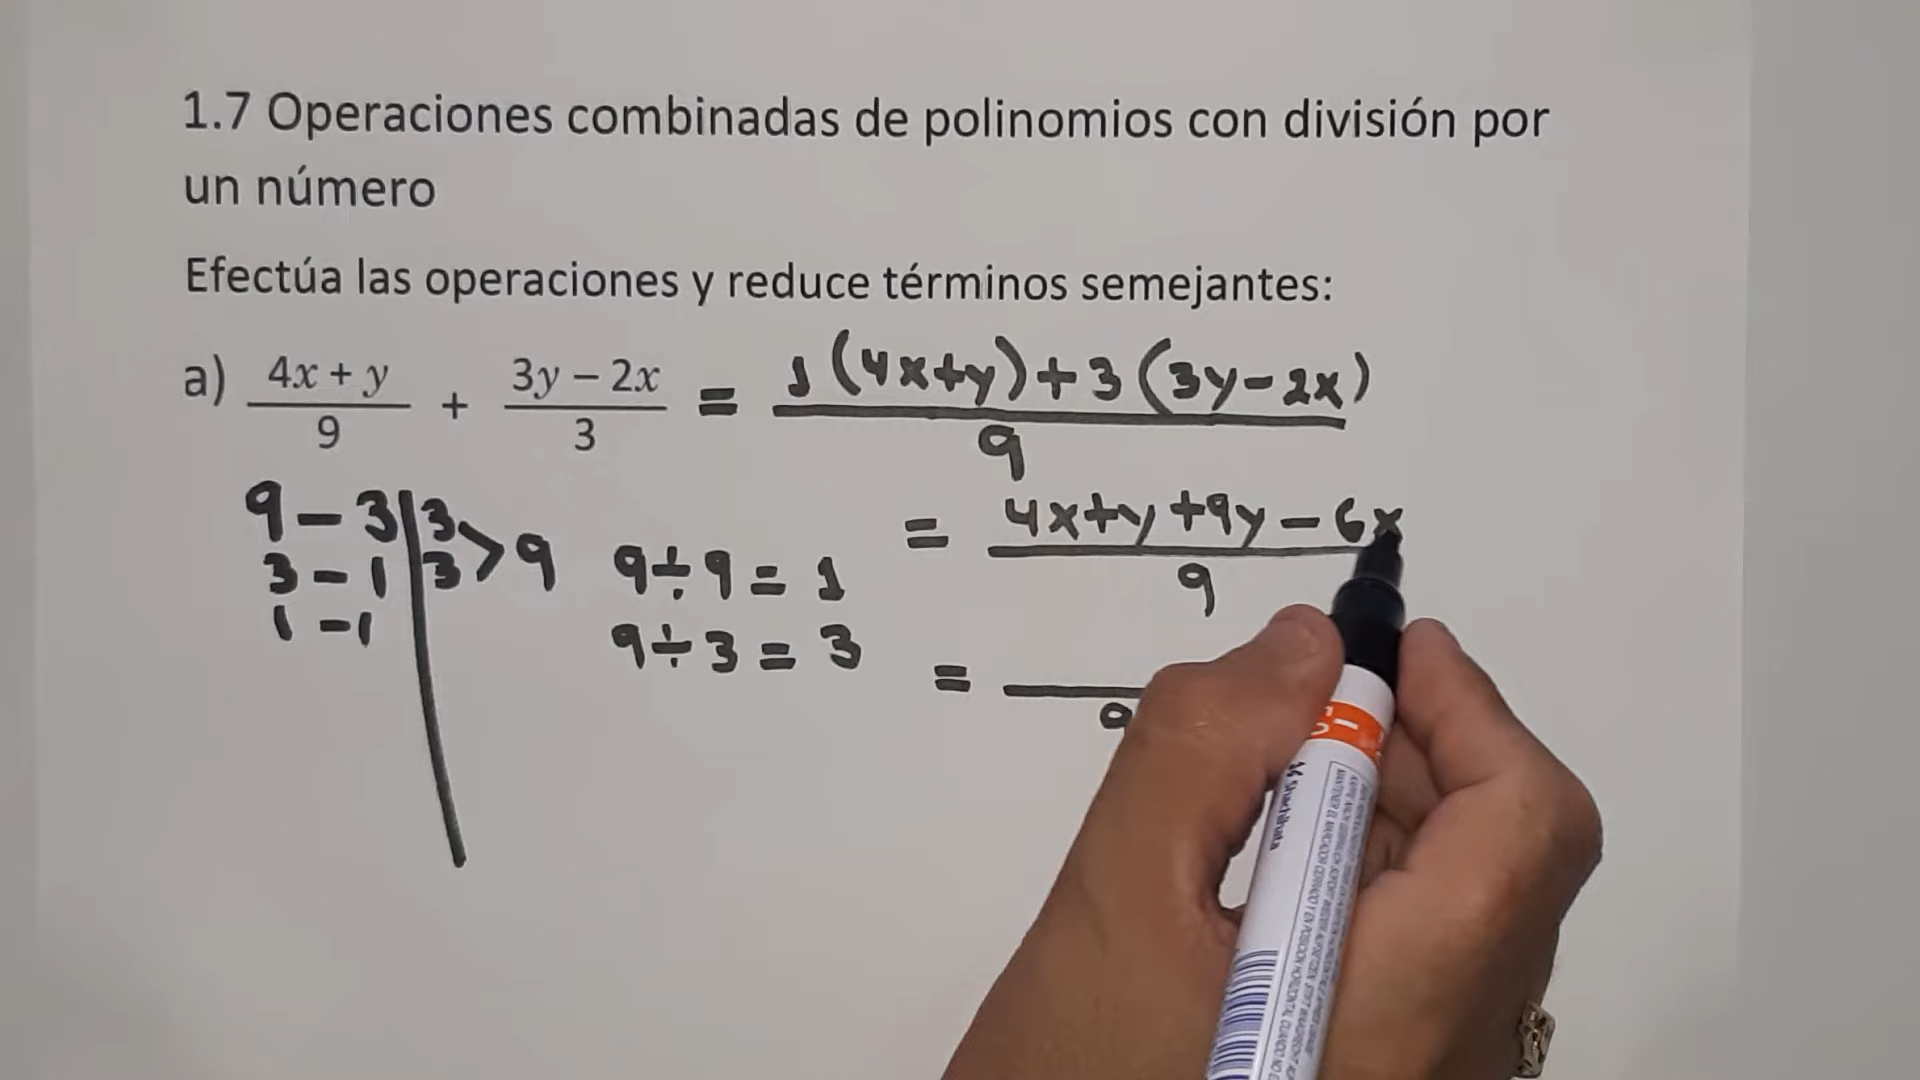 1.7 Operaciones combinadas de polinomios con división por
un número
Efectúa las operaciones y reduce términos semejantes:
a) (4x + y)/9 + (3y − 2x)/3 = (1(4x+y)+3(3y-2x))/9
9 - 3 | 3
3 - 1 | 3 > 9
1 - 1
9 ÷ 9 = 1
9 ÷ 3 = 3
= (4x+y+9y-6x)/9
= /9
Shachihata